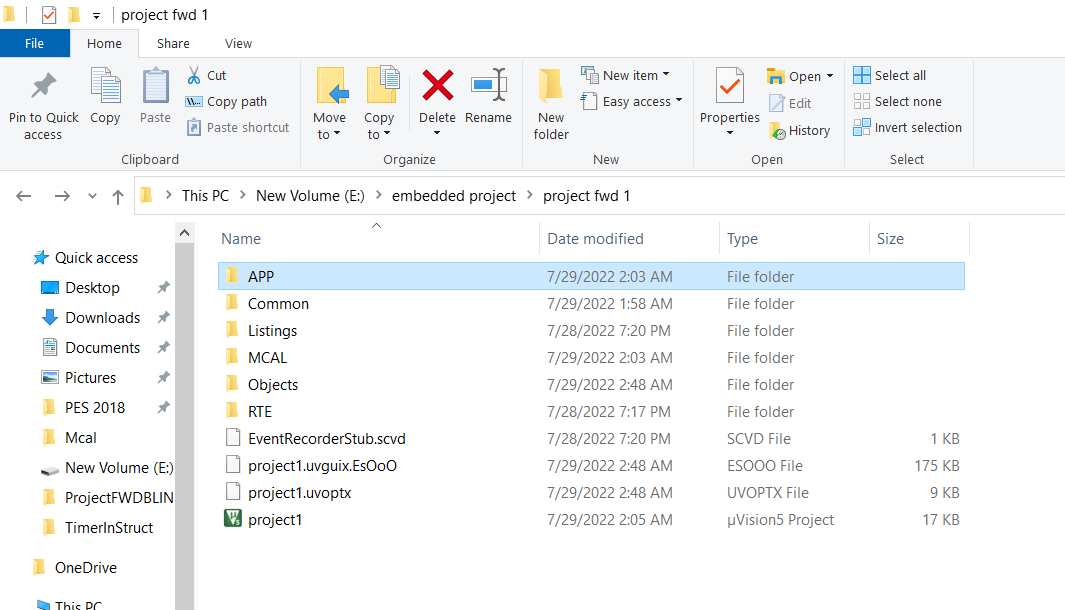 project fwd 1
File Home Share View
Pin to Quick access
Copy
Paste
Cut
Copy path
Paste shortcut
Clipboard
Move to
Copy to
Delete
Rename
Organize
New folder
New item
Easy access
New
Properties
Open
Edit
History
Open
Select all
Select none
Invert selection
Select
This PC > New Volume (E:) > embedded project > project fwd 1
Quick access
Desktop
Downloads
Documents
Pictures
PES 2018
Mcal
New Volume (E:)
ProjectFWDBLIN
TimerInStruct
OneDrive
This PC
Name Date modified Type Size
APP 7/29/2022 2:03 AM File folder
Common 7/29/2022 1:58 AM File folder
Listings 7/28/2022 7:20 PM File folder
MCAL 7/29/2022 2:03 AM File folder
Objects 7/29/2022 2:48 AM File folder
RTE 7/28/2022 7:17 PM File folder
EventRecorderStub.scvd 7/28/2022 7:20 PM SCVD File 1 KB
project1.uvguix.EsOoO 7/29/2022 2:48 AM ESOOO File 175 KB
project1.uvoptx 7/29/2022 2:48 AM UVOPTX File 9 KB
project1 7/29/2022 2:05 AM µVision5 Project 17 KB